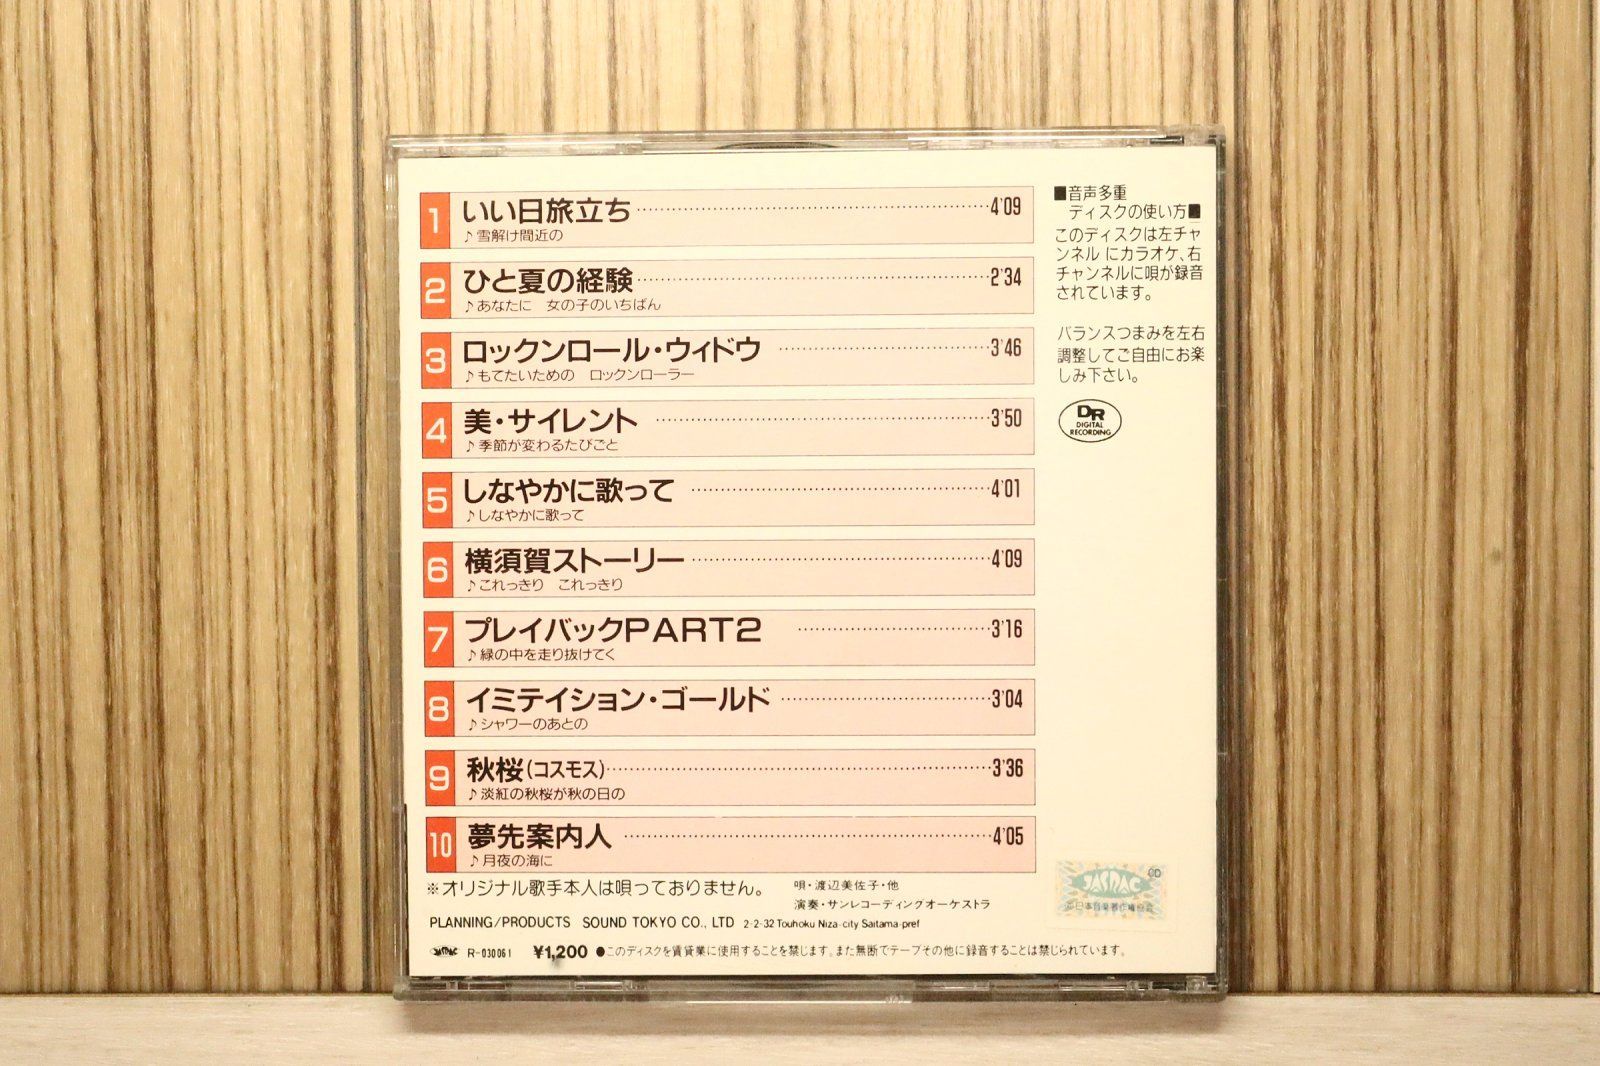 1 いい日旅立ち 4'09
♪雪解け間近の
2 ひと夏の経験 2'34
♪あなたに 女の子のいちばん
3 ロックンロール・ウィドウ 3'46
♪もてたいための ロックンローラー
4 美・サイレント 3'50
♪季節が変わるたびごと
5 しなやかに歌って 4'01
♪しなやかに歌って
6 横須賀ストーリー 4'09
♪これっきり これっきり
7 プレイバックPART2 3'16
♪緑の中を走り抜けてく
8 イミテイション・ゴールド 3'04
♪シャワーのあとの
9 秋桜(コスモス) 3'36
♪淡紅の秋桜が秋の日の
10 夢先案内人 4'05
♪月夜の海に
※オリジナル歌手本人は唄っておりません。
唄・渡辺美佐子・他
演奏・サンレコーディングオーケストラ
PLANNING/PRODUCTS SOUND TOKYO CO., LTD 2-2-32 Touhoku Niza-city Saitama-pref
JASRAC R-030061 ¥1,200 ●このディスクを賃貸業に使用することを禁じます。また無断でテープその他に録音することは禁じられています。
■音声多重
ディスクの使い方■
このディスクは左チャ
ンネルにカラオケ、右
チャンネルに唄が録音
されています。
バランスつまみを左右
調整してご自由にお楽
しみ下さい。
DR
DIGITAL
RECORDING
JASRAC CD
日本音楽著作権協会